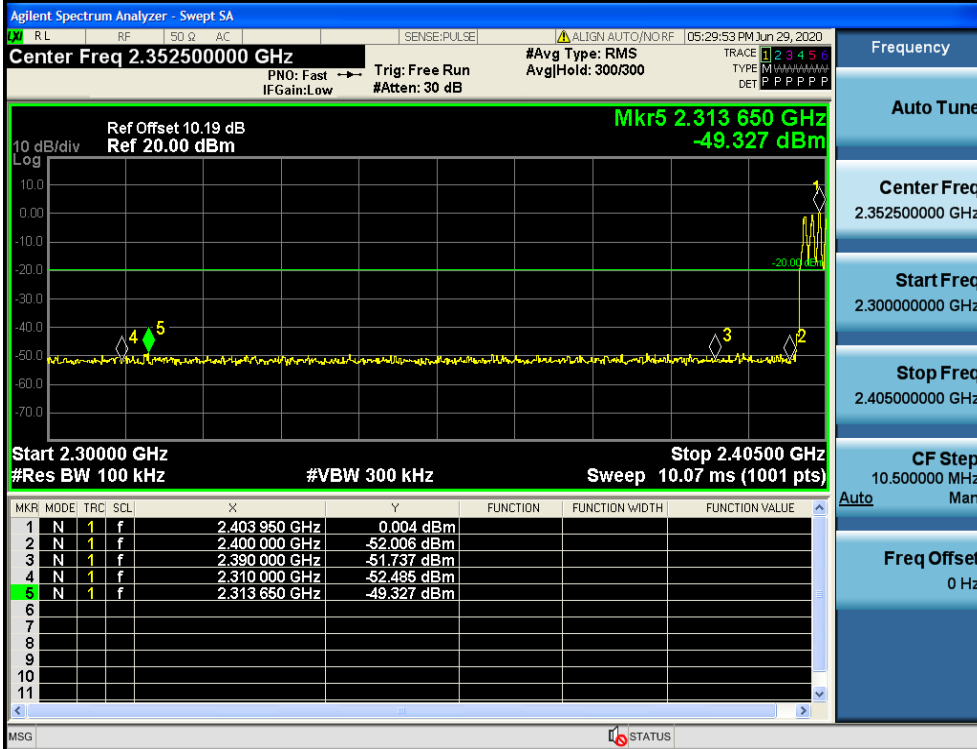 Agilent Spectrum Analyzer - Swept SA
LXI RL RF 50 Ω AC SENSE:PULSE ALIGN AUTO/NO RF 05:29:53 PM Jun 29, 2020
Center Freq 2.352500000 GHz
PNO: Fast
IFGain:Low
Trig: Free Run
#Atten: 30 dB
#Avg Type: RMS
Avg|Hold: 300/300
TRACE 1 2 3 4 5 6
TYPE M W W W W W
DET P P P P P P
Mkr5 2.313 650 GHz
-49.327 dBm
Ref Offset 10.19 dB
10 dB/div Ref 20.00 dBm
Log
10.0
0.00
-10.0
-20.0
-30.0
-40.0
-50.0
-60.0
-70.0
1
-20.00 dBm
4
5
3
2
Start 2.30000 GHz Stop 2.40500 GHz
#Res BW 100 kHz #VBW 300 kHz Sweep 10.07 ms (1001 pts)
MKR MODE TRC SCL X Y FUNCTION FUNCTION WIDTH FUNCTION VALUE
1 N 1 f 2.403 950 GHz 0.004 dBm
2 N 1 f 2.400 000 GHz -52.006 dBm
3 N 1 f 2.390 000 GHz -51.737 dBm
4 N 1 f 2.310 000 GHz -52.485 dBm
5 N 1 f 2.313 650 GHz -49.327 dBm
6
7
8
9
10
11
MSG STATUS
Frequency
Auto Tune
Center Freq
2.352500000 GHz
Start Freq
2.300000000 GHz
Stop Freq
2.405000000 GHz
CF Step
10.500000 MHz
Auto Man
Freq Offset
0 Hz